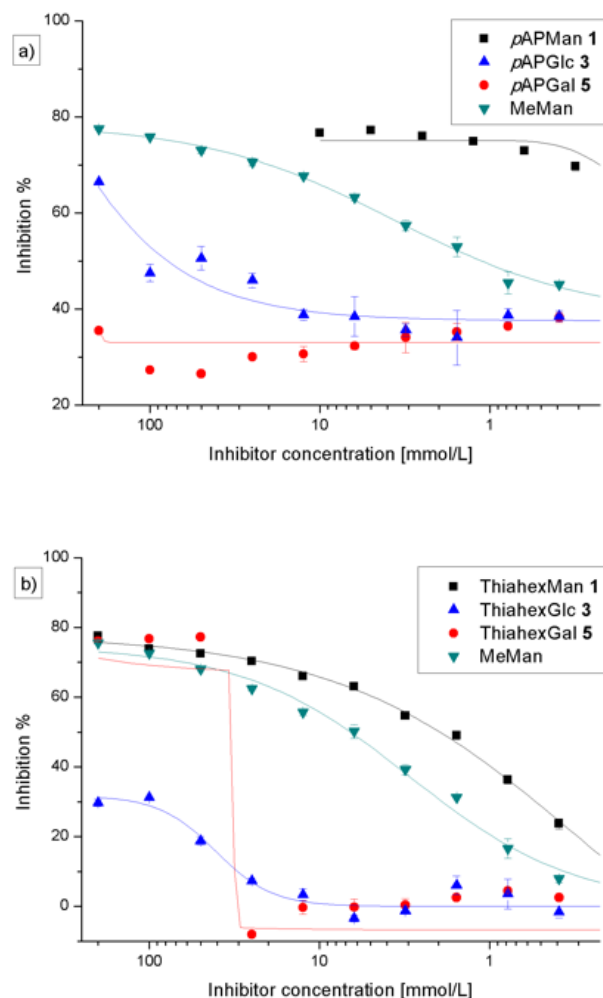 a)
100
80
60
40
20
Inhibition %
pAPMan 1
pAPGlc 3
pAPGal 5
MeMan
100
10
1
Inhibitor concentration [mmol/L]
b)
100
80
60
40
20
0
Inhibition %
ThiahexMan 1
ThiahexGlc 3
ThiahexGal 5
MeMan
100
10
1
Inhibitor concentration [mmol/L]